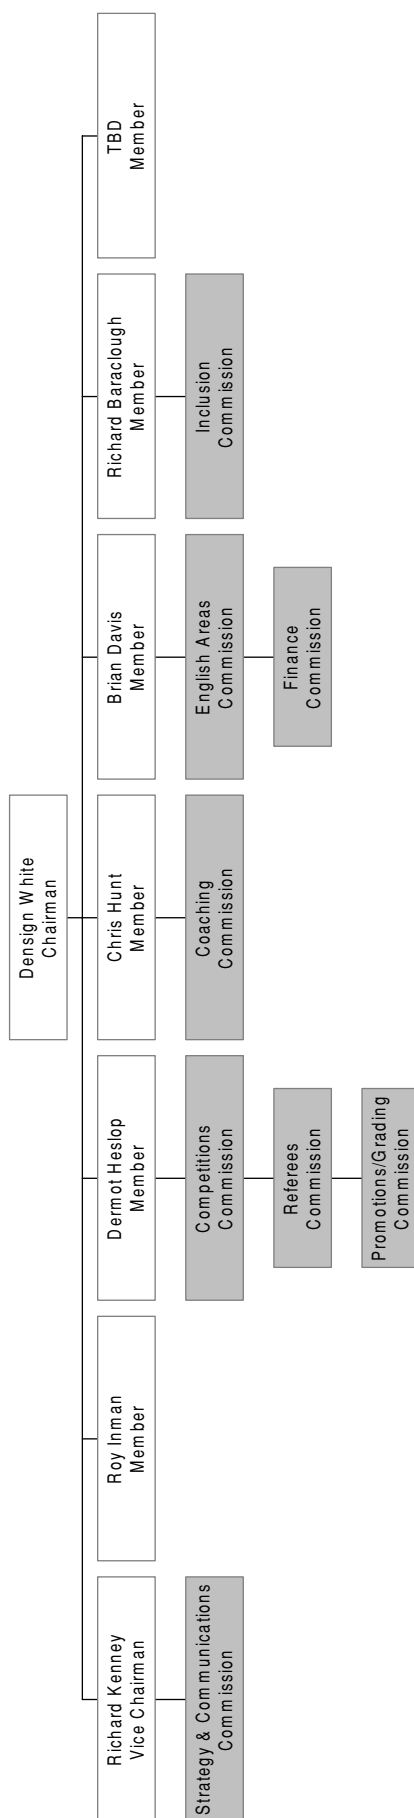 Densign White
Chairman
Richard Kenney
Vice Chairman
Roy Inman
Member
Dermot Heslop
Member
Chris Hunt
Member
Brian Davis
Member
Richard Baraclough
Member
TBD
Member
Strategy & Communications
Commission
Competitions
Commission
Coaching
Commission
English Areas
Commission
Inclusion
Commission
Referees
Commission
Finance
Commission
Promotions/Grading
Commission